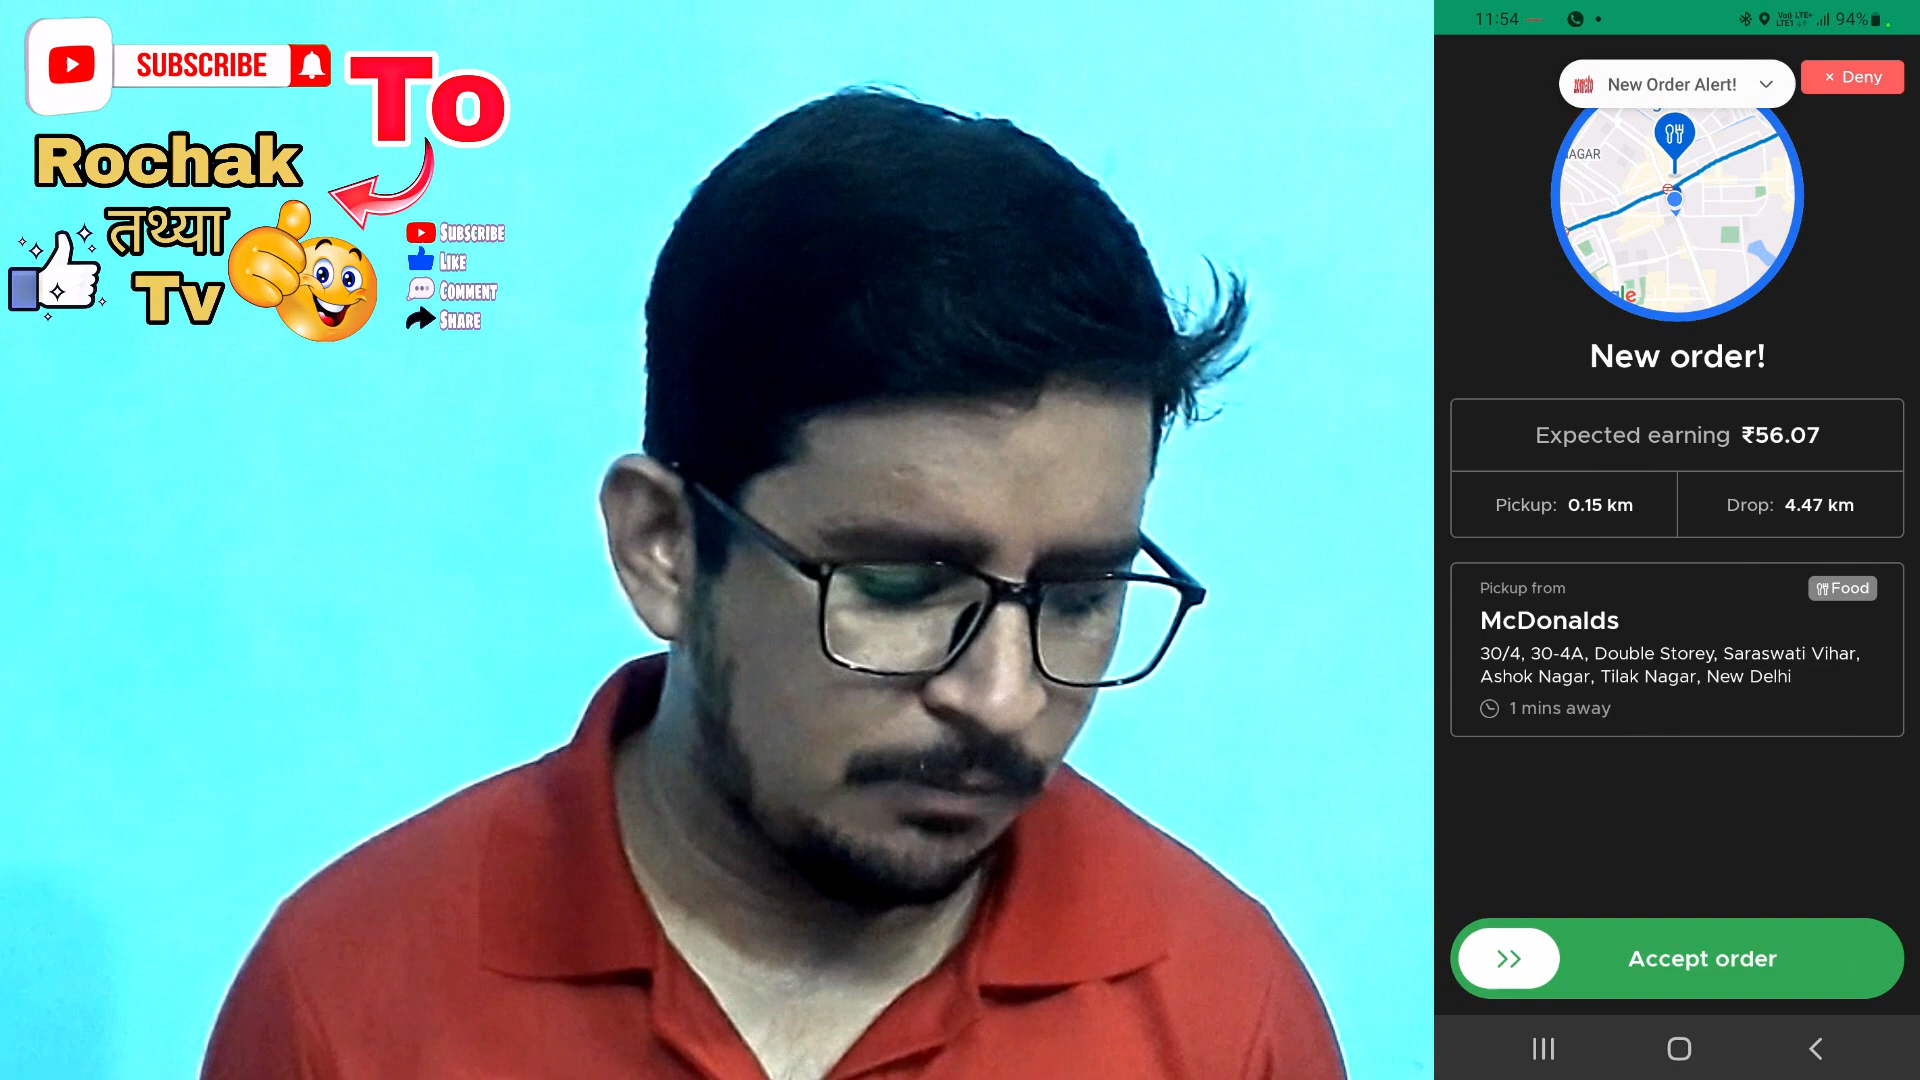 SUBSCRIBE
To
Rochak
तथ्या
Tv
SUBSCRIBE
LIKE
COMMENT
SHARE
11:54
94%
zomato
New Order Alert!
× Deny
AGAR
gle
New order!
Expected earning ₹56.07
Pickup: 0.15 km
Drop: 4.47 km
Pickup from
Food
McDonalds
30/4, 30-4A, Double Storey, Saraswati Vihar,
Ashok Nagar, Tilak Nagar, New Delhi
1 mins away
Accept order